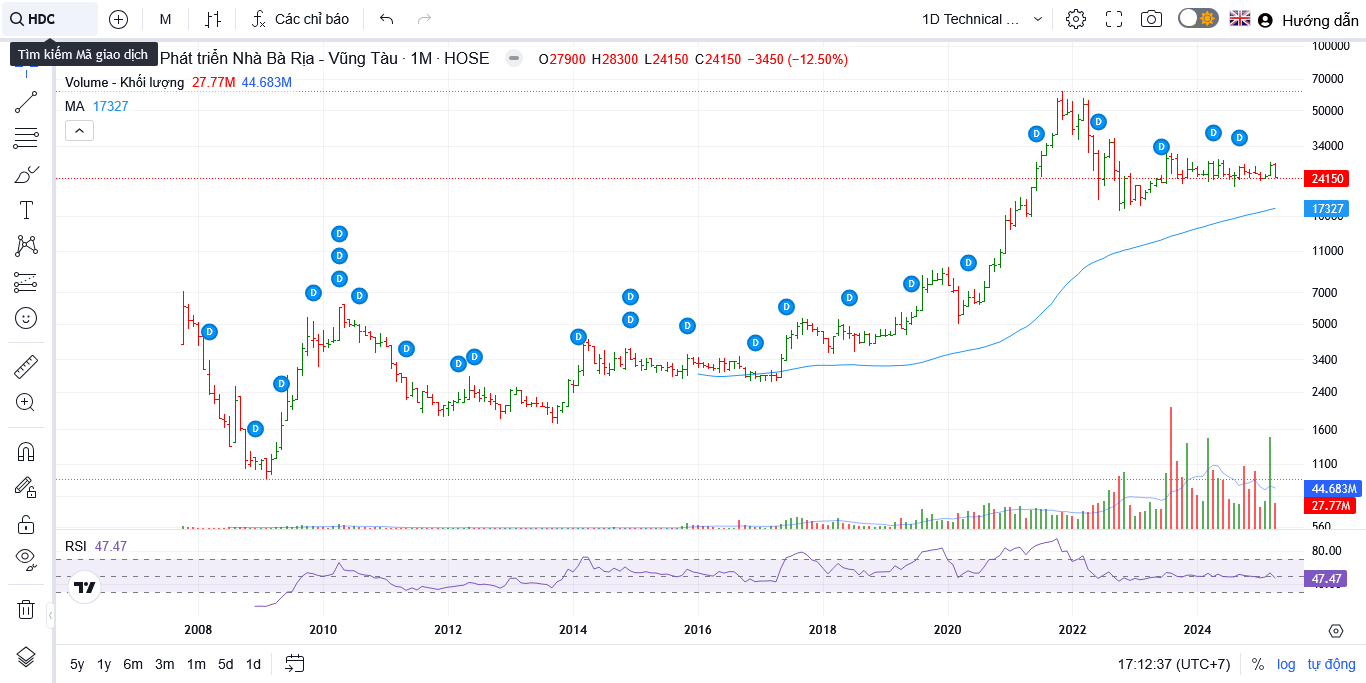 HDC M Các chỉ báo 1D Technical ... Hướng dẫn
Tìm kiếm Mã giao dịch
Phát triển Nhà Bà Rịa - Vũng Tàu · 1M · HOSE O27900 H28300 L24150 C24150 −3450 (−12.50%)
Volume - Khối lượng 27.77M 44.683M
MA 17327
100000
70000
50000
34000
24150
17327
11000
7000
5000
3400
2400
1600
1100
44.683M
27.77M
560
D D D D D D D D D D D D D D D D D D D D D D D D D D
RSI 47.47
80.00
47.47
2008 2010 2012 2014 2016 2018 2020 2022 2024
5y 1y 6m 3m 1m 5d 1d 17:12:37 (UTC+7) % log tự động